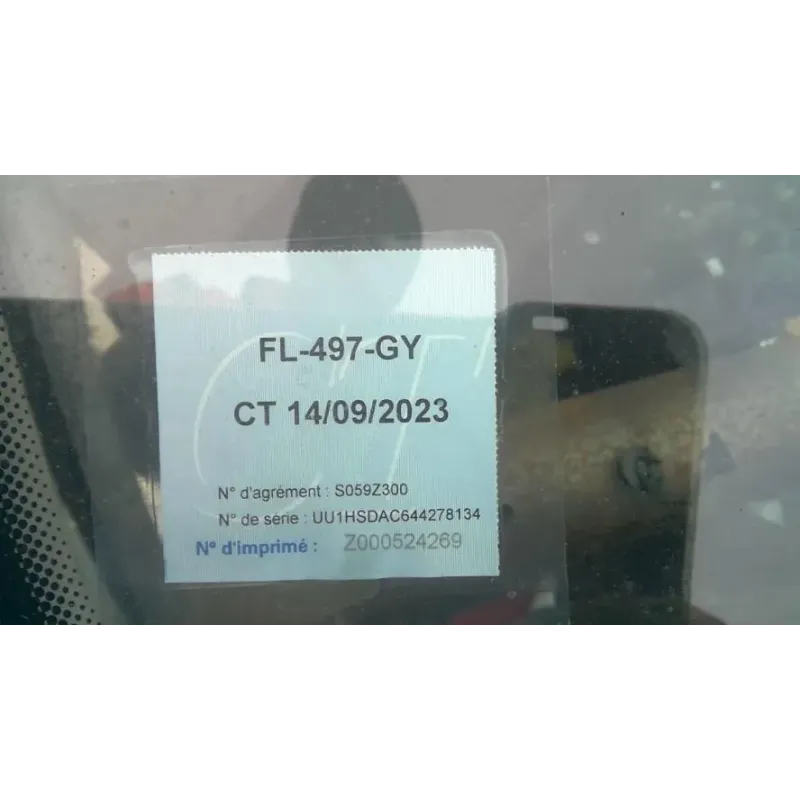 FL-497-GY
CT 14/09/2023
N° d'agrément : S059Z300
N° de série : UU1HSDAC644278134
N° d'imprimé : Z000524269